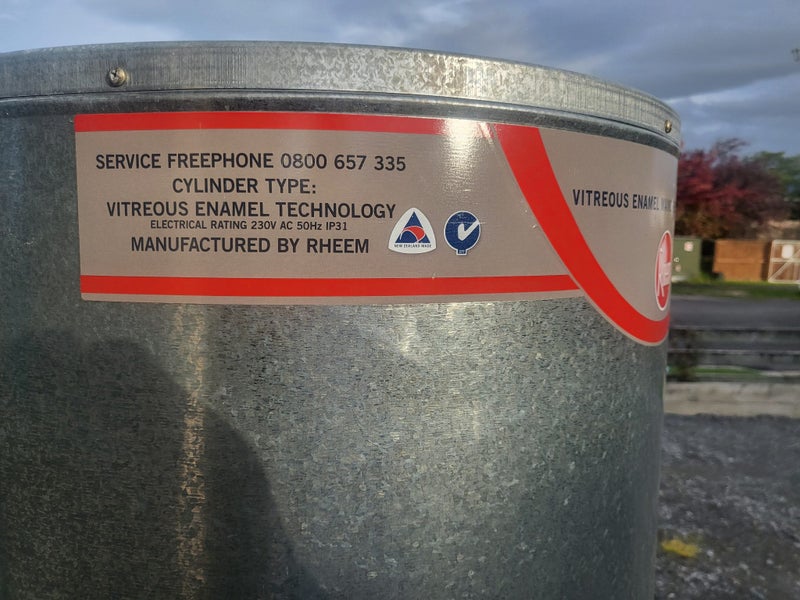 SERVICE FREEPHONE 0800 657 335
CYLINDER TYPE:
VITREOUS ENAMEL TECHNOLOGY
ELECTRICAL RATING 230V AC 50Hz IP31
MANUFACTURED BY RHEEM
NEW ZEALAND MADE
VITREOUS ENAMEL